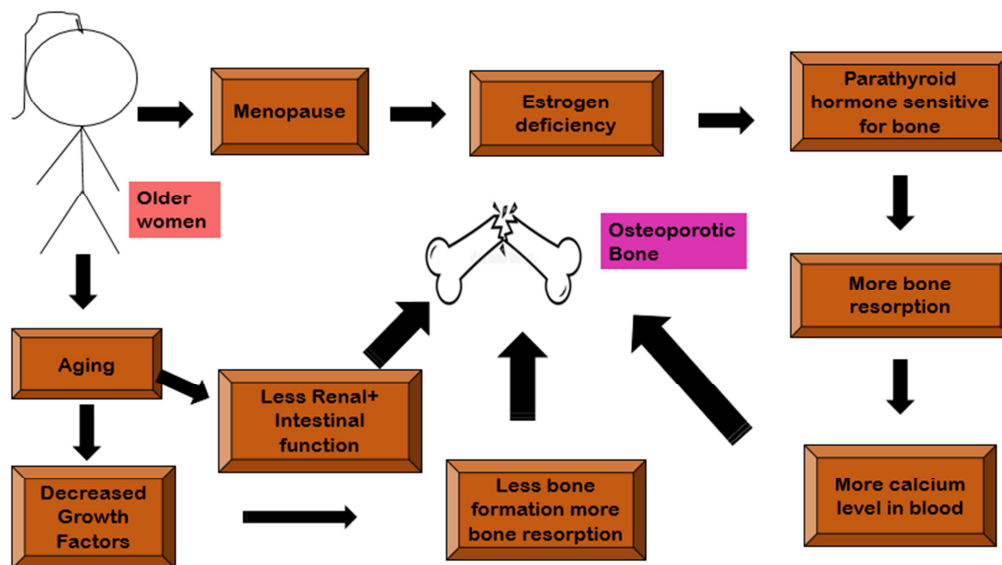 Menopause
Estrogen
deficiency
Parathyroid
hormone sensitive
for bone
Older
women
Osteoporotic
Bone
More bone
resorption
Aging
Less Renal+
Intestinal
function
Decreased
Growth
Factors
Less bone
formation more
bone resorption
More calcium
level in blood